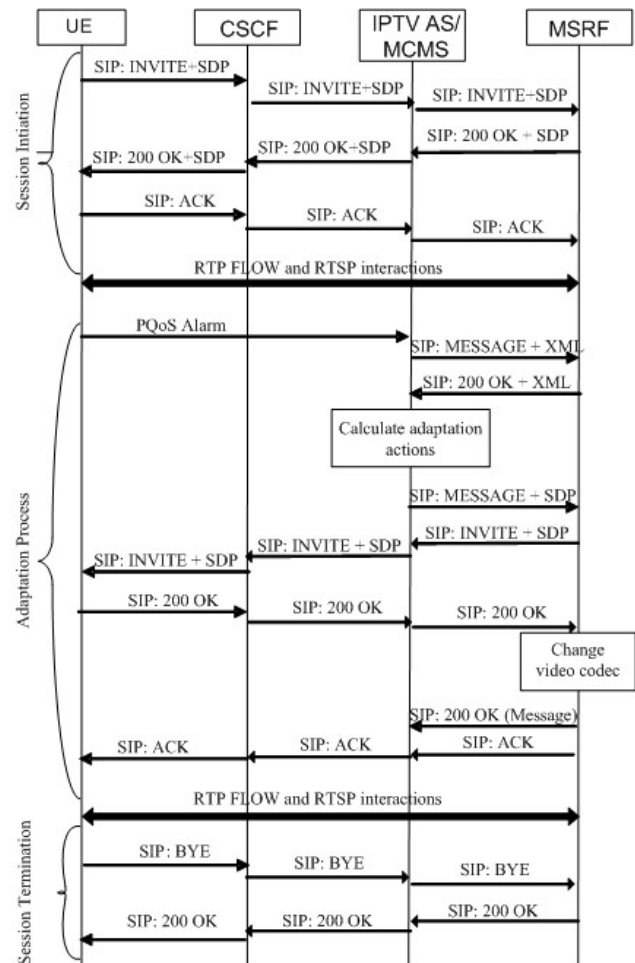 UE
CSCF
IPTV AS/
MCMS
MSRF
Session Intiation
SIP: INVITE+SDP
SIP: INVITE+SDP
SIP: INVITE+SDP
SIP: 200 OK + SDP
SIP: 200 OK+SDP
SIP: 200 OK+SDP
SIP: ACK
SIP: ACK
SIP: ACK
RTP FLOW and RTSP interactions
Adaptation Process
PQoS Alarm
SIP: MESSAGE + XML
SIP: 200 OK + XML
Calculate adaptation
actions
SIP: MESSAGE + SDP
SIP: INVITE + SDP
SIP: INVITE + SDP
SIP: INVITE + SDP
SIP: 200 OK
SIP: 200 OK
SIP: 200 OK
Change
video codec
SIP: 200 OK (Message)
SIP: ACK
SIP: ACK
SIP: ACK
RTP FLOW and RTSP interactions
Session Termination
SIP: BYE
SIP: BYE
SIP: BYE
SIP: 200 OK
SIP: 200 OK
SIP: 200 OK